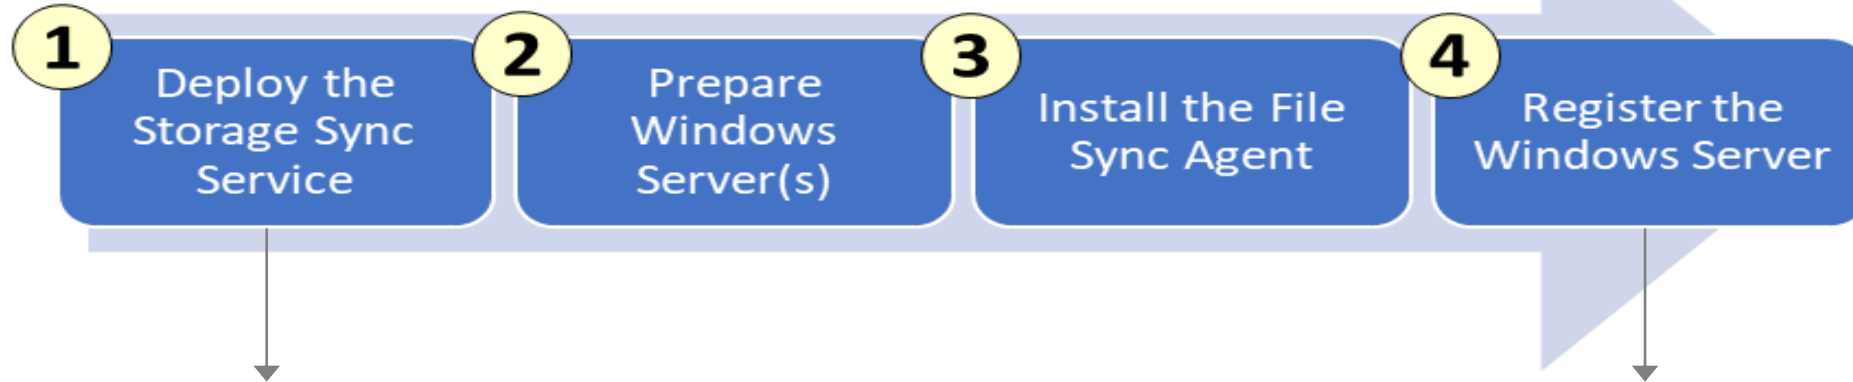 1
Deploy the
Storage Sync
Service
2
Prepare
Windows
Server(s)
3
Install the File
Sync Agent
4
Register the
Windows Server